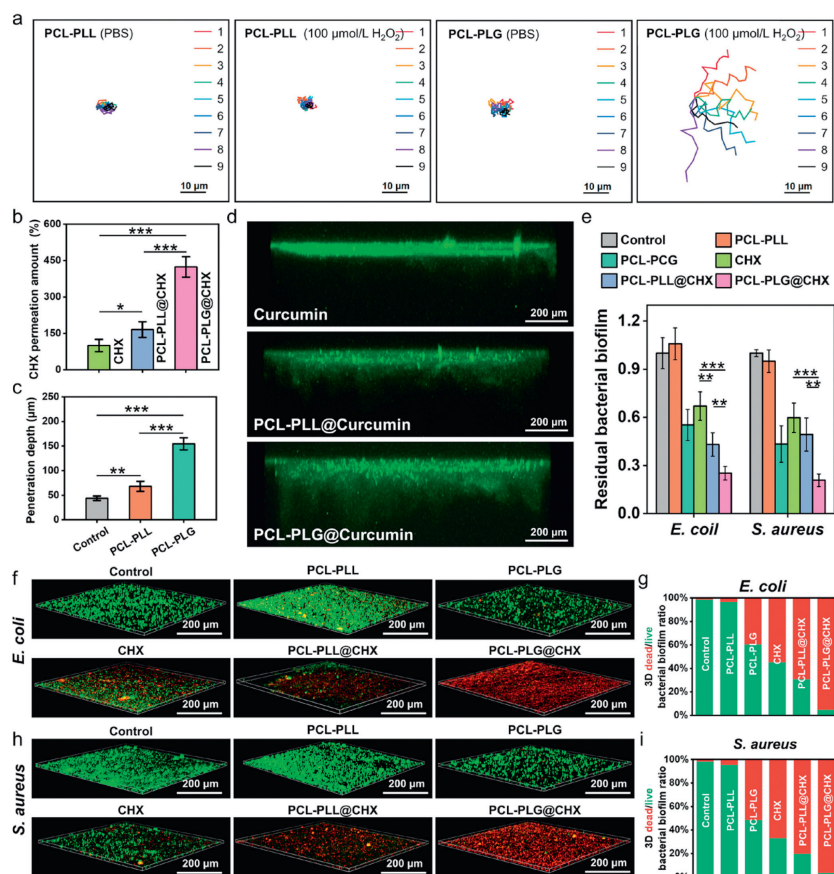 a
PCL-PLL (PBS)
1
2
3
4
5
6
7
8
9
10 µm
PCL-PLL (100 µmol/L H₂O₂)
1
2
3
4
5
6
7
8
9
10 µm
PCL-PLG (PBS)
1
2
3
4
5
6
7
8
9
10 µm
PCL-PLG (100 µmol/L H₂O₂)
1
2
3
4
5
6
7
8
9
10 µm
b
CHX permeation amount (%)
600
450
300
150
0
***
***
*
CHX
PCL-PLL@CHX
PCL-PLG@CHX
c
Penetration depth (µm)
250
200
150
100
50
0
***
***
**
Control
PCL-PLL
PCL-PLG
d
Curcumin
200 µm
PCL-PLL@Curcumin
200 µm
PCL-PLG@Curcumin
200 µm
e
Control
PCL-PLL
PCL-PCG
CHX
PCL-PLL@CHX
PCL-PLG@CHX
Residual bacterial biofilm
1.2
0.9
0.6
0.3
0.0
***
**
**
***
**
E. coil
S. aureus
f
E. coli
Control
200 µm
PCL-PLL
200 µm
PCL-PLG
200 µm
CHX
200 µm
PCL-PLL@CHX
200 µm
PCL-PLG@CHX
200 µm
g
E. coli
3D dead/live
bacterial biofilm ratio
100%
80%
60%
40%
20%
0%
Control
PCL-PLL
PCL-PLG
CHX
PCL-PLL@CHX
PCL-PLG@CHX
h
S. aureus
Control
200 µm
PCL-PLL
200 µm
PCL-PLG
200 µm
CHX
200 µm
PCL-PLL@CHX
200 µm
PCL-PLG@CHX
200 µm
i
S. aureus
3D dead/live
bacterial biofilm ratio
100%
80%
60%
40%
20%
Control
PCL-PLL
PCL-PLG
CHX
PCL-PLL@CHX
PCL-PLG@CHX